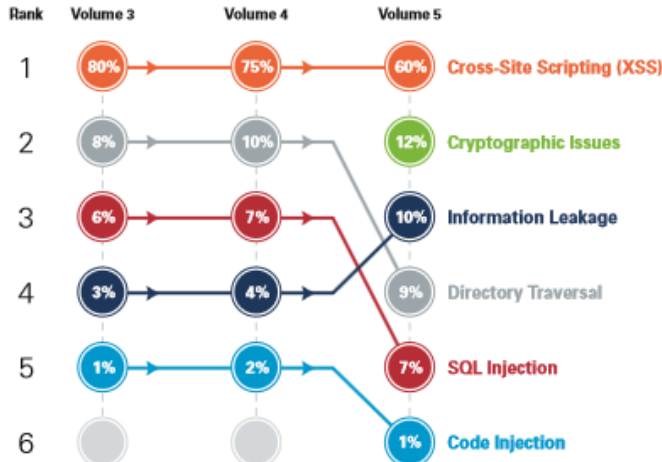 Rank Volume 3 Volume 4 Volume 5
1 80% 75% 60% Cross-Site Scripting (XSS)
2 8% 10% 12% Cryptographic Issues
3 6% 7% 10% Information Leakage
4 3% 4% 9% Directory Traversal
5 1% 2% 7% SQL Injection
6 1% Code Injection